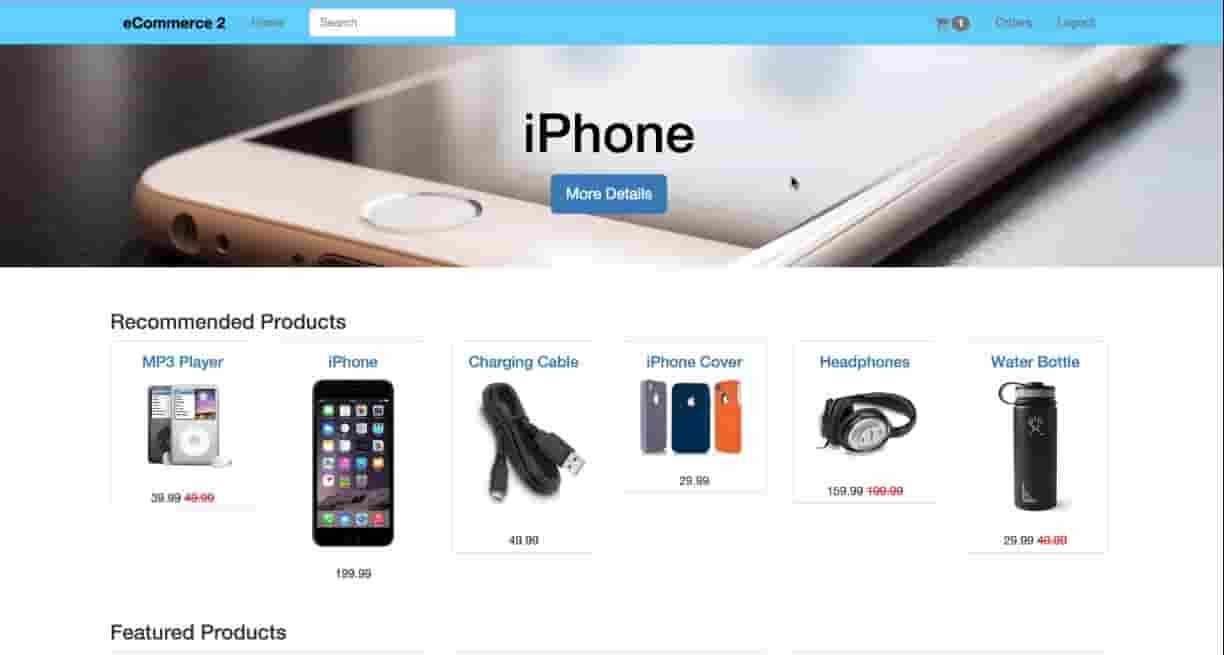 eCommerce 2 Home Search 1 Orders Logout
iPhone
More Details
Recommended Products
MP3 Player iPhone Charging Cable iPhone Cover Headphones Water Bottle
39.99 49.99 199.99 49.99 29.99 159.99 199.99 29.99 49.99
Featured Products